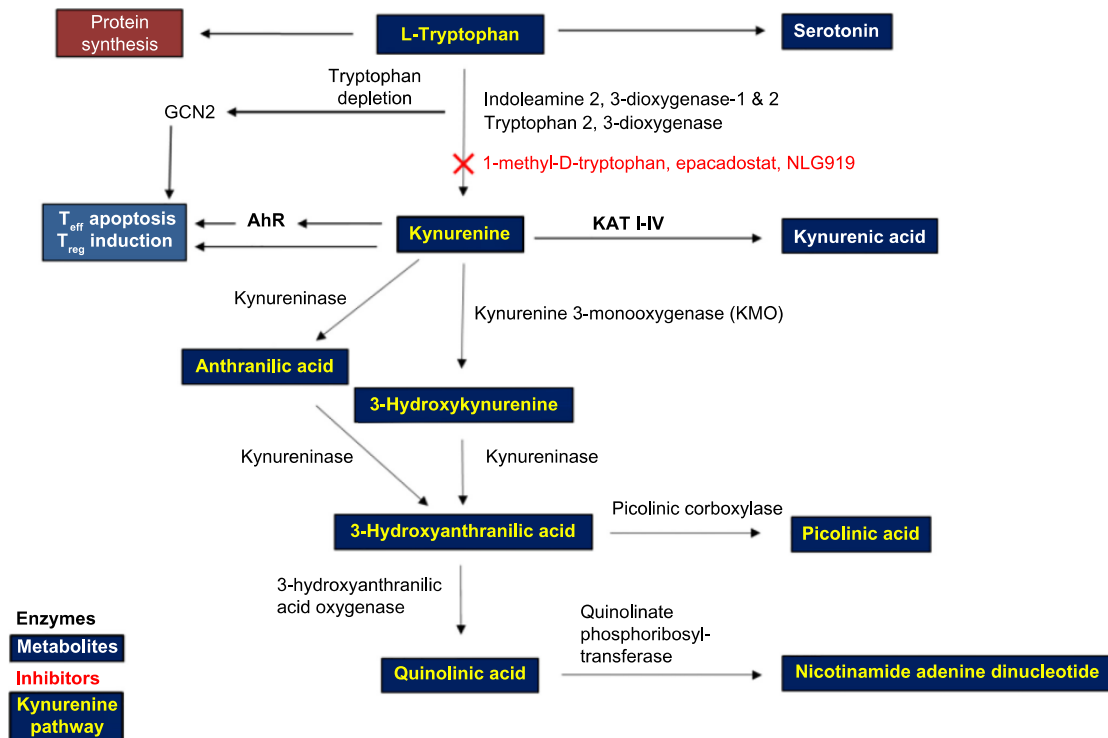 Protein
synthesis
L-Tryptophan
Serotonin
Tryptophan
depletion
GCN2
Indoleamine 2, 3-dioxygenase-1 & 2
Tryptophan 2, 3-dioxygenase
1-methyl-D-tryptophan, epacadostat, NLG919
Teff apoptosis
Treg induction
AhR
Kynurenine
KAT I-IV
Kynurenic acid
Kynureninase
Kynurenine 3-monooxygenase (KMO)
Anthranilic acid
3-Hydroxykynurenine
Kynureninase
Kynureninase
3-Hydroxyanthranilic acid
Picolinic corboxylase
Picolinic acid
3-hydroxyanthranilic
acid oxygenase
Quinolinate
phosphoribosyl-
transferase
Quinolinic acid
Nicotinamide adenine dinucleotide
Enzymes
Metabolites
Inhibitors
Kynurenine
pathway